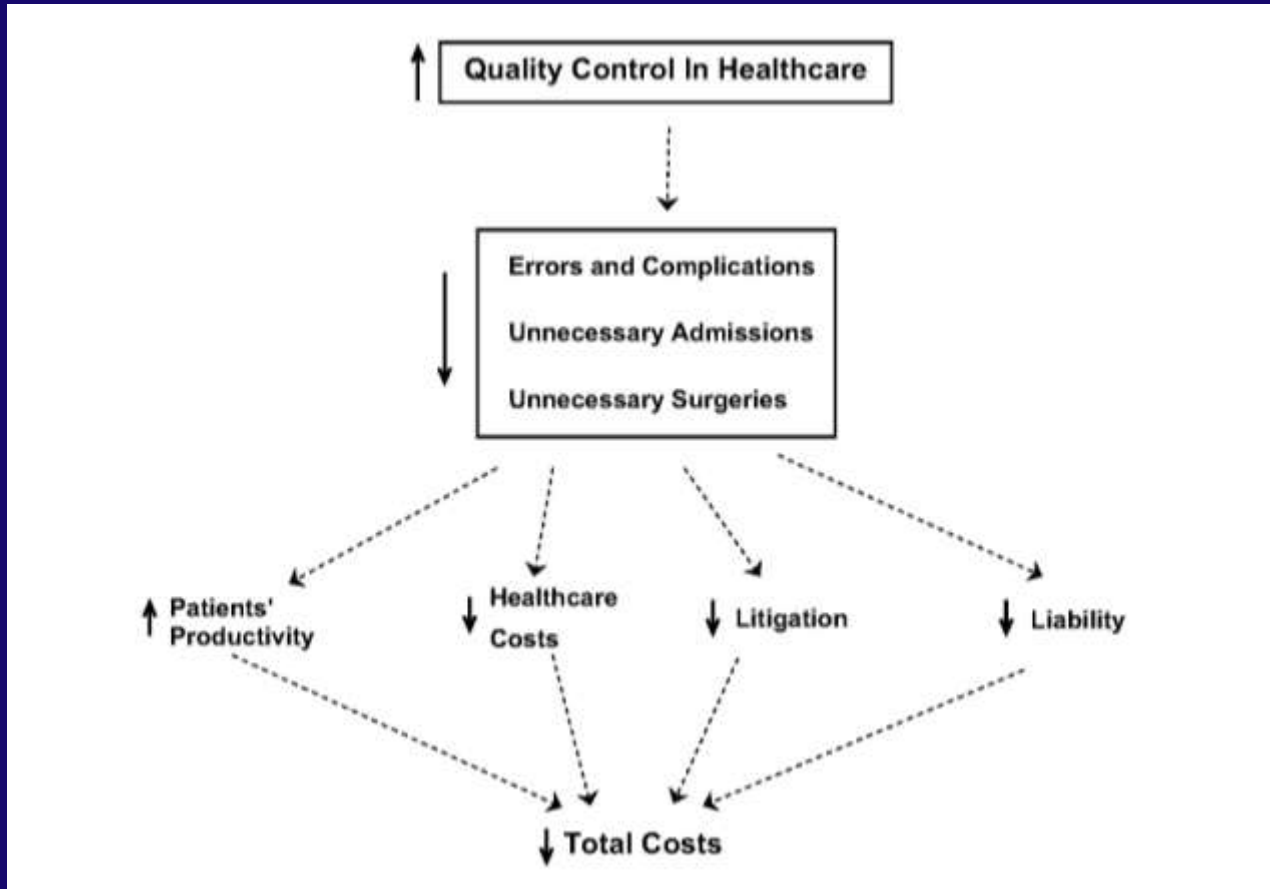 Quality Control In Healthcare
Errors and Complications
Unnecessary Admissions
Unnecessary Surgeries
Patients'
Productivity
Healthcare
Costs
Litigation
Liability
Total Costs